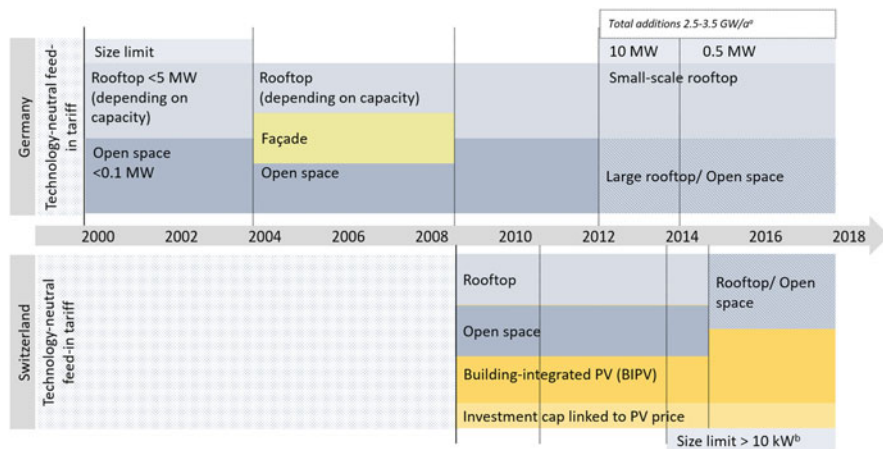 Total additions 2.5-3.5 GW/aᵃ
Size limit
10 MW
0.5 MW
Germany
Technology-neutral feed-
in tariff
Rooftop <5 MW
(depending on
capacity)
Rooftop
(depending on capacity)
Small-scale rooftop
Façade
Open space
<0.1 MW
Open space
Large rooftop/ Open space
2000
2002
2004
2006
2008
2010
2012
2014
2016
2018
Switzerland
Technology-neutral
feed-in tariff
Rooftop
Rooftop/ Open
space
Open space
Building-integrated PV (BIPV)
Investment cap linked to PV price
Size limit > 10 kWᵇ